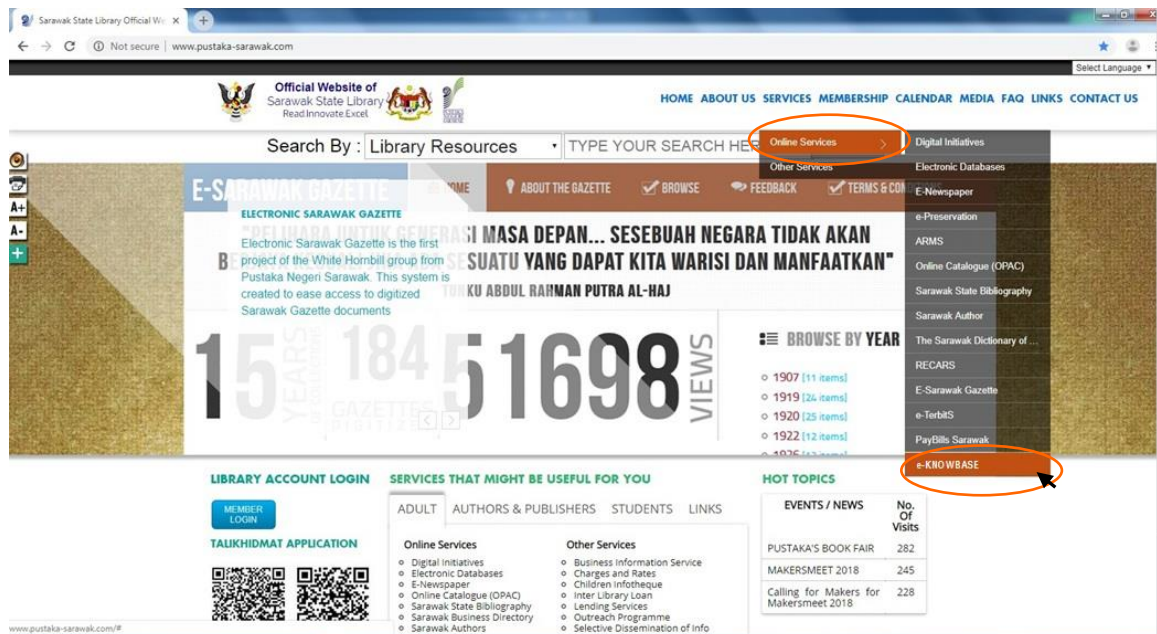 Sarawak State Library Official We
Not secure | www.pustaka-sarawak.com
Select Language ▼
Official Website of
Sarawak State Library
Read.Innovate.Excel
HOME ABOUT US SERVICES MEMBERSHIP CALENDAR MEDIA FAQ LINKS CONTACT US
Search By : Library Resources TYPE YOUR SEARCH HER
Online Services >
Other Services
Digital Initiatives
Electronic Databases
E-Newspaper
e-Preservation
ARMS
Online Catalogue (OPAC)
Sarawak State Bibliography
Sarawak Author
The Sarawak Dictionary of ...
RECARS
E-Sarawak Gazette
e-TerbitS
PayBills Sarawak
e-KNOWBASE
A+
A-
+
E-SARAWAK GAZETTE
HOME ABOUT THE GAZETTE BROWSE FEEDBACK TERMS & CON
ELECTRONIC SARAWAK GAZETTE
Electronic Sarawak Gazette is the first
project of the White Hornbill group from
Pustaka Negeri Sarawak. This system is
created to ease access to digitized
Sarawak Gazette documents
"PELIHARA UNTUK GENERASI MASA DEPAN... SESEBUAH NEGARA TIDAK AKAN
SESUATU YANG DAPAT KITA WARISI DAN MANFAATKAN"
TUNKU ABDUL RAHMAN PUTRA AL-HAJ
15 YEARS
184 GAZETTES DIGITIZED
51698 VIEWS
BROWSE BY YEAR
1907 [11 items]
1919 [24 items]
1920 [25 items]
1922 [12 items]
LIBRARY ACCOUNT LOGIN
MEMBER
LOGIN
TALIKHIDMAT APPLICATION
SERVICES THAT MIGHT BE USEFUL FOR YOU
ADULT AUTHORS & PUBLISHERS STUDENTS LINKS
Online Services
Digital Initiatives
Electronic Databases
E-Newspaper
Online Catalogue (OPAC)
Sarawak State Bibliography
Sarawak Business Directory
Sarawak Authors
Other Services
Business Information Service
Charges and Rates
Children Infotheque
Inter Library Loan
Lending Services
Outreach Programme
Selective Dissemination of Info
HOT TOPICS
EVENTS / NEWS No.
Of
Visits
PUSTAKA'S BOOK FAIR 282
MAKERSMEET 2018 245
Calling for Makers for 228
Makersmeet 2018
www.pustaka-sarawak.com/#